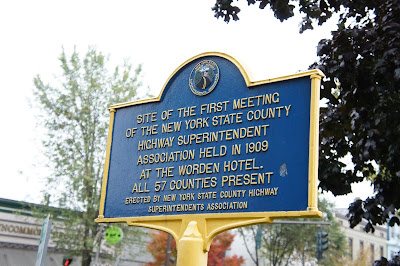 SITE OF THE FIRST MEETING
OF THE NEW YORK STATE COUNTY
HIGHWAY SUPERINTENDENT
ASSOCIATION HELD IN 1909
AT THE WORDEN HOTEL.
ALL 57 COUNTIES PRESENT
ERECTED BY NEW YORK STATE COUNTY HIGHWAY
SUPERINTENDENTS ASSOCIATION